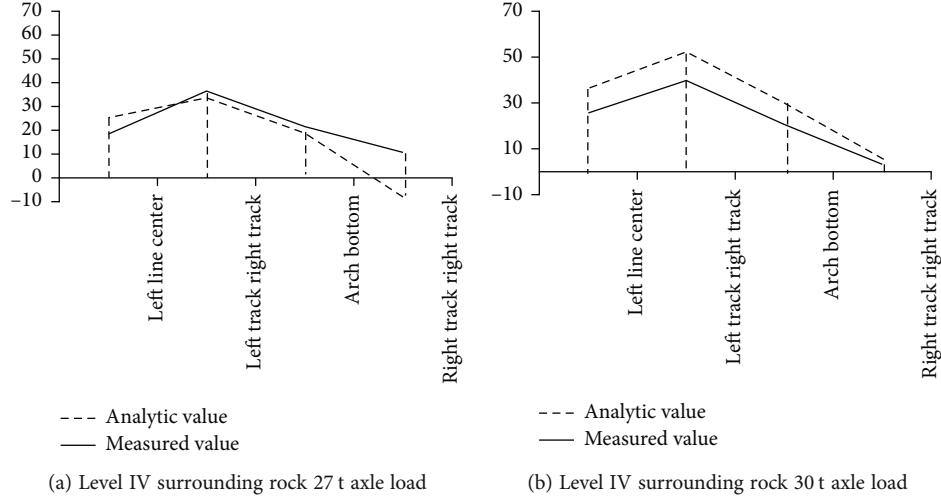 70
60
50
40
30
20
10
0
−10
Left line center
Left track right track
Arch bottom
Right track right track
Analytic value
Measured value
(a) Level IV surrounding rock 27 t axle load
70
50
30
10
−10
Left line center
Left track right track
Arch bottom
Right track right track
Analytic value
Measured value
(b) Level IV surrounding rock 30 t axle load